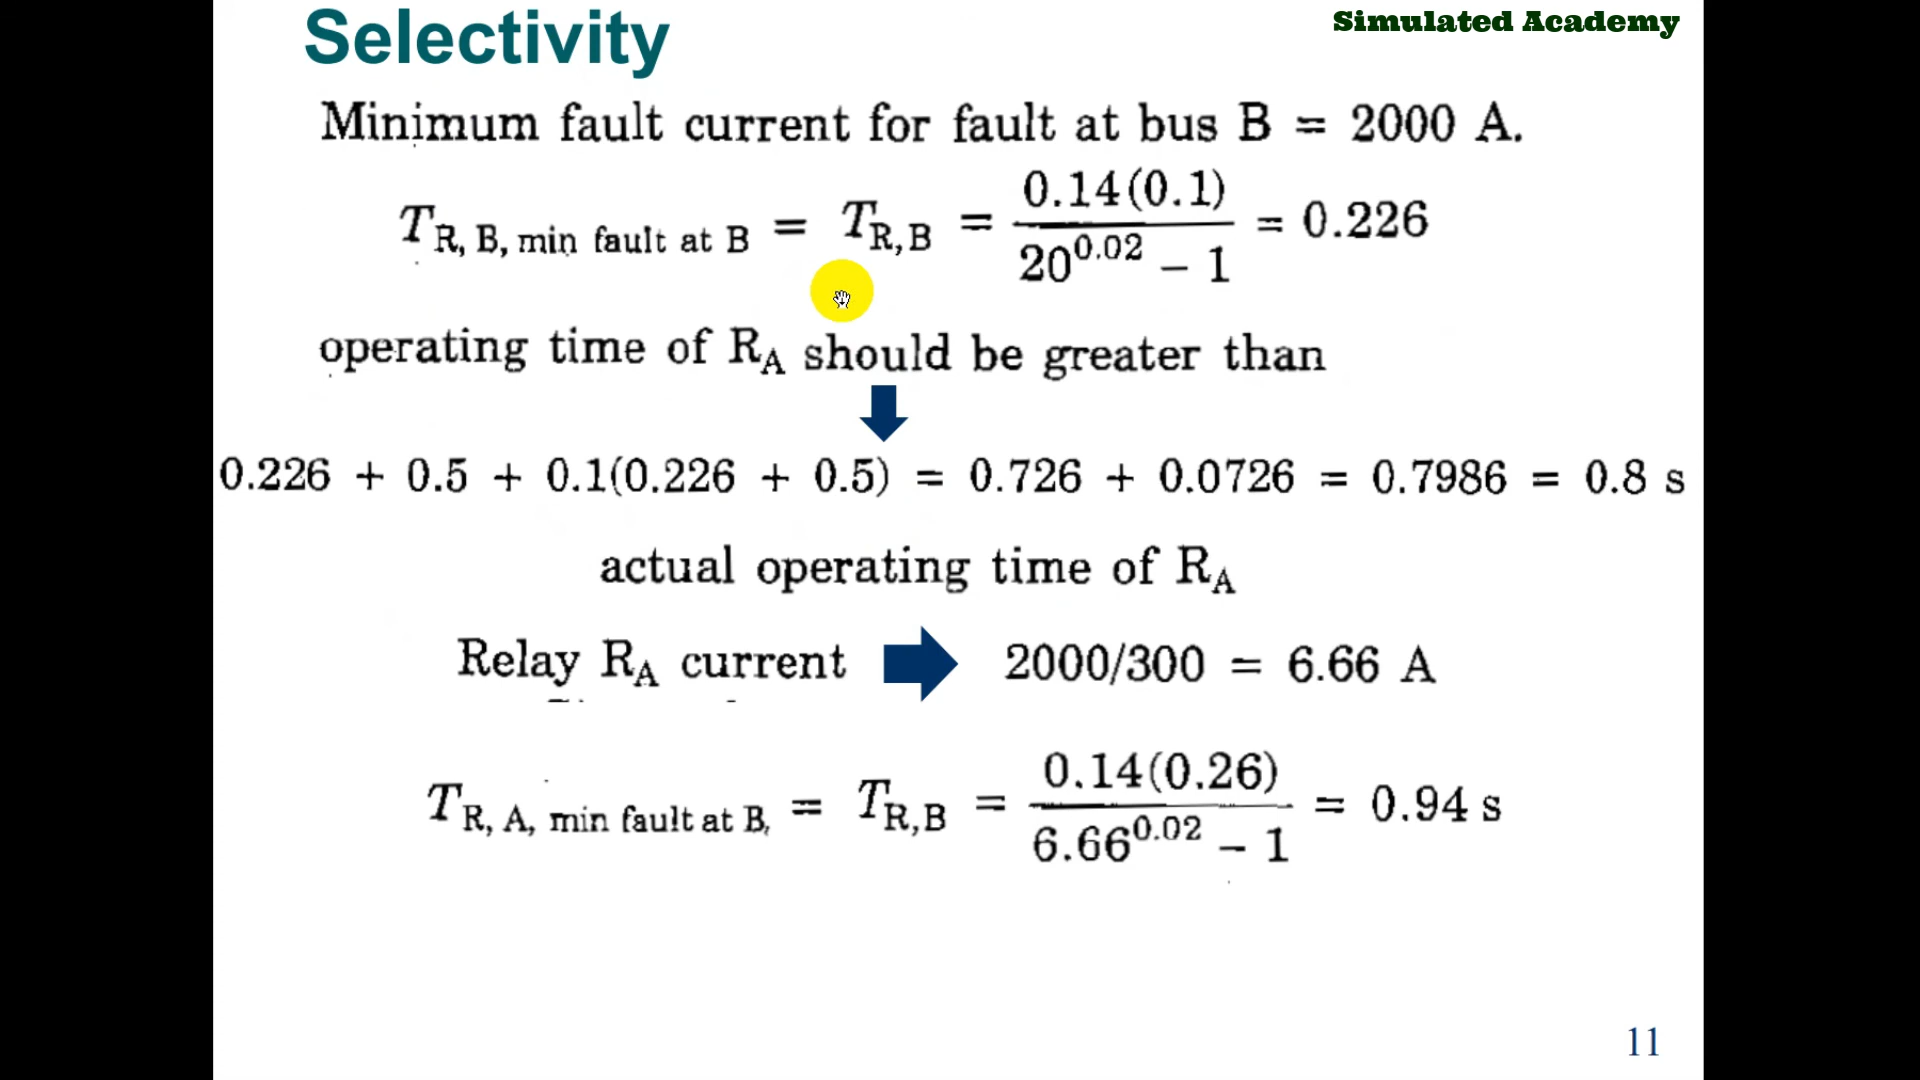 Selectivity
Simulated Academy
Minimum fault current for fault at bus B = 2000 A.
T_{R, B, min fault at B} = T_{R, B} = \frac{0.14(0.1)}{20^{0.02} - 1} = 0.226
operating time of R_A should be greater than
0.226 + 0.5 + 0.1(0.226 + 0.5) = 0.726 + 0.0726 = 0.7986 = 0.8 s
actual operating time of R_A
Relay R_A current 2000/300 = 6.66 A
T_{R, A, min fault at B,} = T_{R, B} = \frac{0.14(0.26)}{6.66^{0.02} - 1} = 0.94 s
11